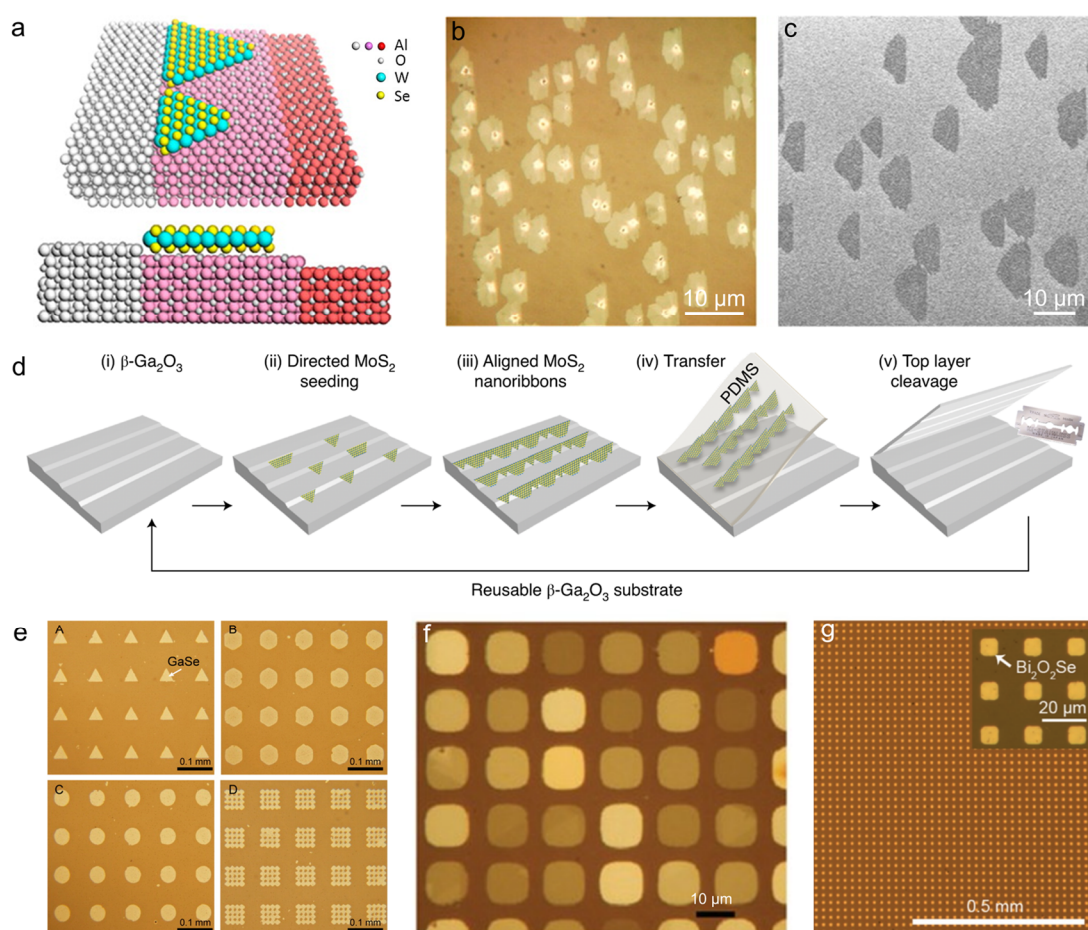 a
Al
O
W
Se
b
10 μm
c
10 μm
d
(i) β-Ga₂O₃
(ii) Directed MoS₂
seeding
(iii) Aligned MoS₂
nanoribbons
(iv) Transfer
PDMS
(v) Top layer
cleavage
Reusable β-Ga₂O₃ substrate
e
A
GaSe
0.1 mm
B
0.1 mm
C
0.1 mm
D
0.1 mm
f
10 μm
g
Bi₂O₂Se
20 μm
0.5 mm